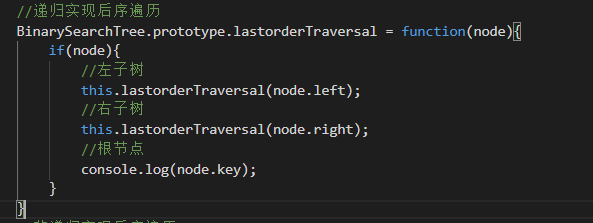 //递归实现后序遍历
BinarySearchTree.prototype.lastorderTraversal = function(node){
if(node){
//左子树
this.lastorderTraversal(node.left);
//右子树
this.lastorderTraversal(node.right);
//根节点
console.log(node.key);
}
}